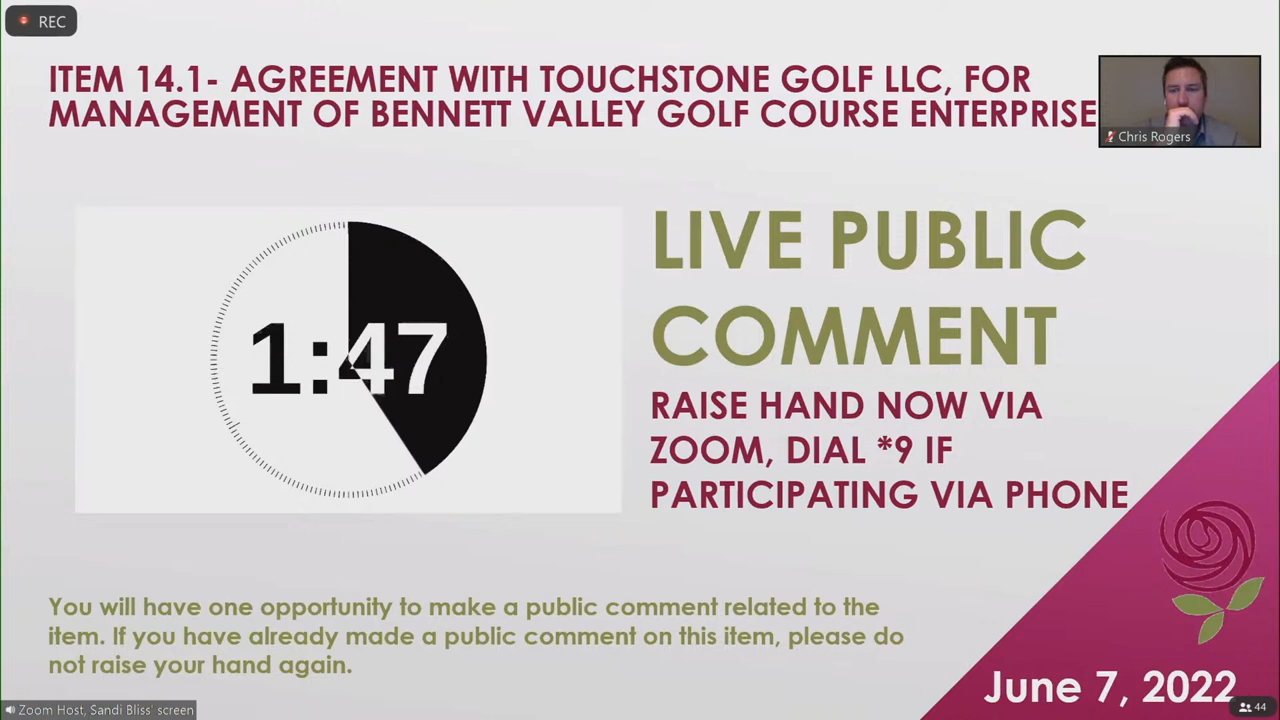 REC
ITEM 14.1- AGREEMENT WITH TOUCHSTONE GOLF LLC, FOR
MANAGEMENT OF BENNETT VALLEY GOLF COURSE ENTERPRISE
Chris Rogers
1:47
LIVE PUBLIC
COMMENT
RAISE HAND NOW VIA
ZOOM, DIAL *9 IF
PARTICIPATING VIA PHONE
You will have one opportunity to make a public comment related to the
item. If you have already made a public comment on this item, please do
not raise your hand again.
June 7, 2022
Zoom Host, Sandi Bliss' screen
44